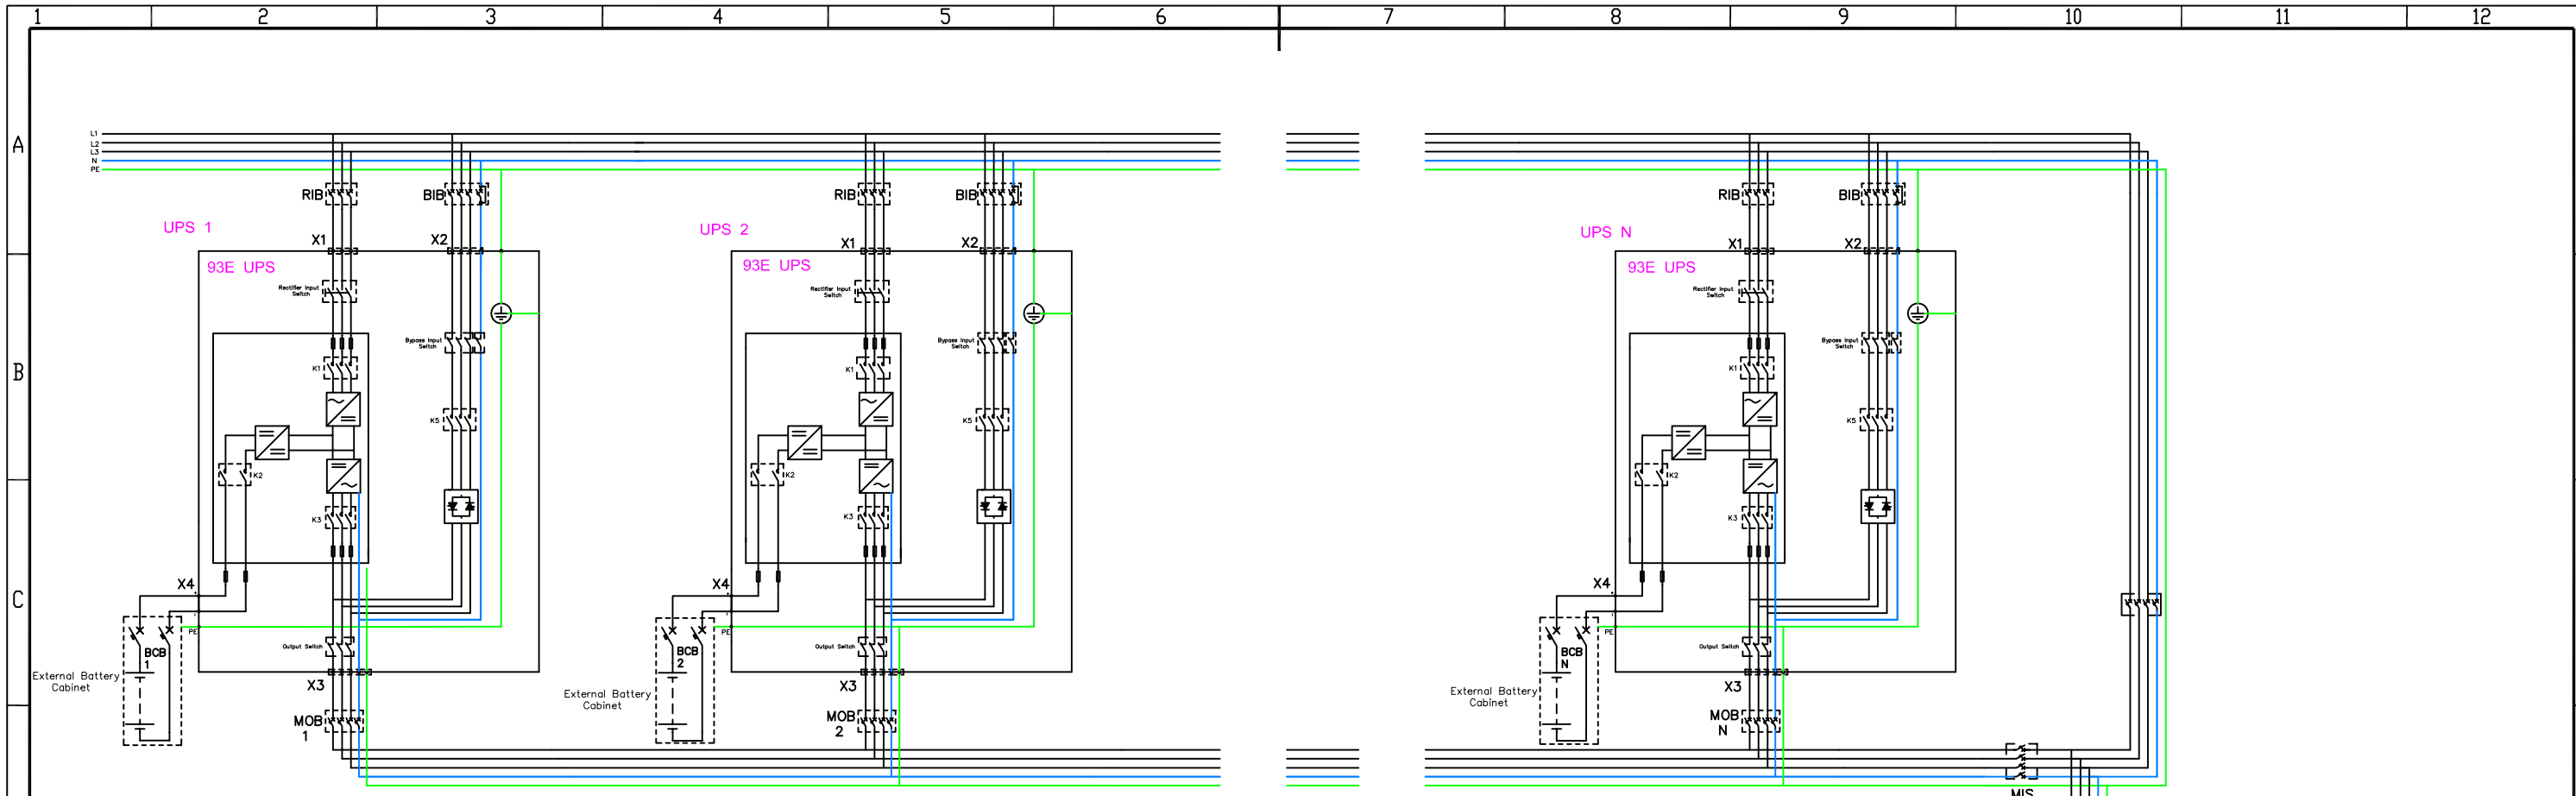 1 2 3 4 5 6 7 8 9 10 11 12
A
L1
L2
L3
N
PE
RIB BIB RIB BIB RIB BIB
UPS 1 UPS 2 UPS N
X1 X2 X1 X2 X1 X2
93E UPS 93E UPS 93E UPS
Rectifier Input Rectifier Input Rectifier Input
Switch Switch Switch
B
Bypass Input Bypass Input Bypass Input
Switch Switch Switch
K1 K1 K1
K5 K5 K5
K2 K2 K2
K3 K3 K3
C
X4 X4 X4
PE PE PE
Output Switch Output Switch Output Switch
BCB BCB BCB
1 2 N
External Battery External Battery External Battery
Cabinet Cabinet Cabinet
X3 X3 X3
MOB MOB MOB
1 2 N
MIS